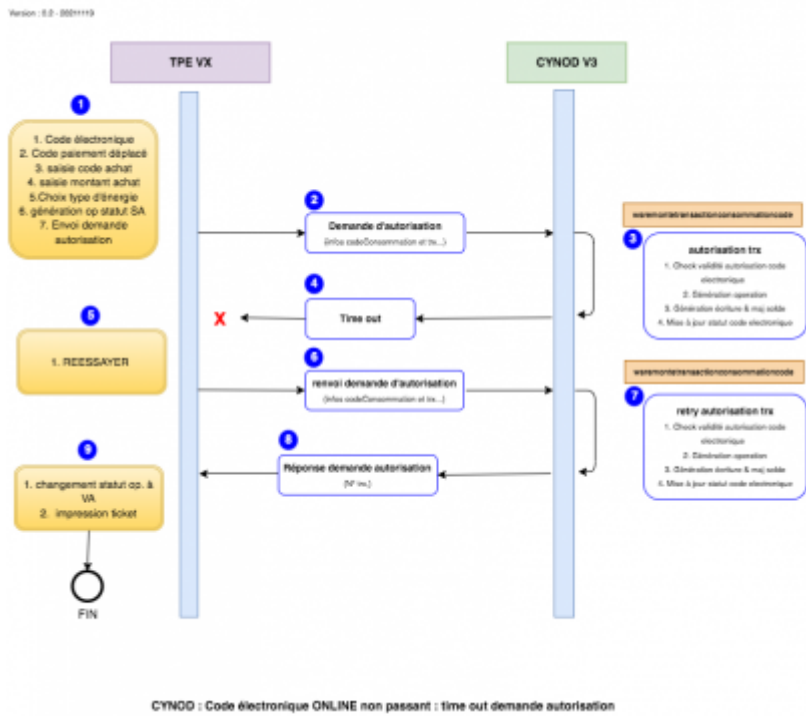 TPE VX
CYNOD V3
1
1. Code électronique
2. Code paiement déplacé
3. saisie code achat
4. saisie montant achat
5.Choix type d'énergie
6. génération op statut SA
7. Envoi demande
autorisation
2
Demande d'autorisation
(infos codeConsommation et trx...)
wsremontetransactionconsommationcode
3
autorisation trx
1. Check validité autorisation code
electronique
2. Génération operation
3. Génération écriture & maj solde
4. Mise à jour statut code electronique
4
Time out
X
5
1. REESSAYER
6
renvoi demande d'autorisation
(infos codeConsommation et trx...)
wsremontetransactionconsommationcode
7
retry autorisation trx
1. Check validité autorisation code
electronique
2. Génération operation
3. Génération écriture & maj solde
4. Mise à jour statut code electronique
8
Réponse demande autorisation
9
1. changement statut op. à
VA
2. impression ticket
FIN
CYNOD : Code électronique ONLINE non passant : time out demande autorisation